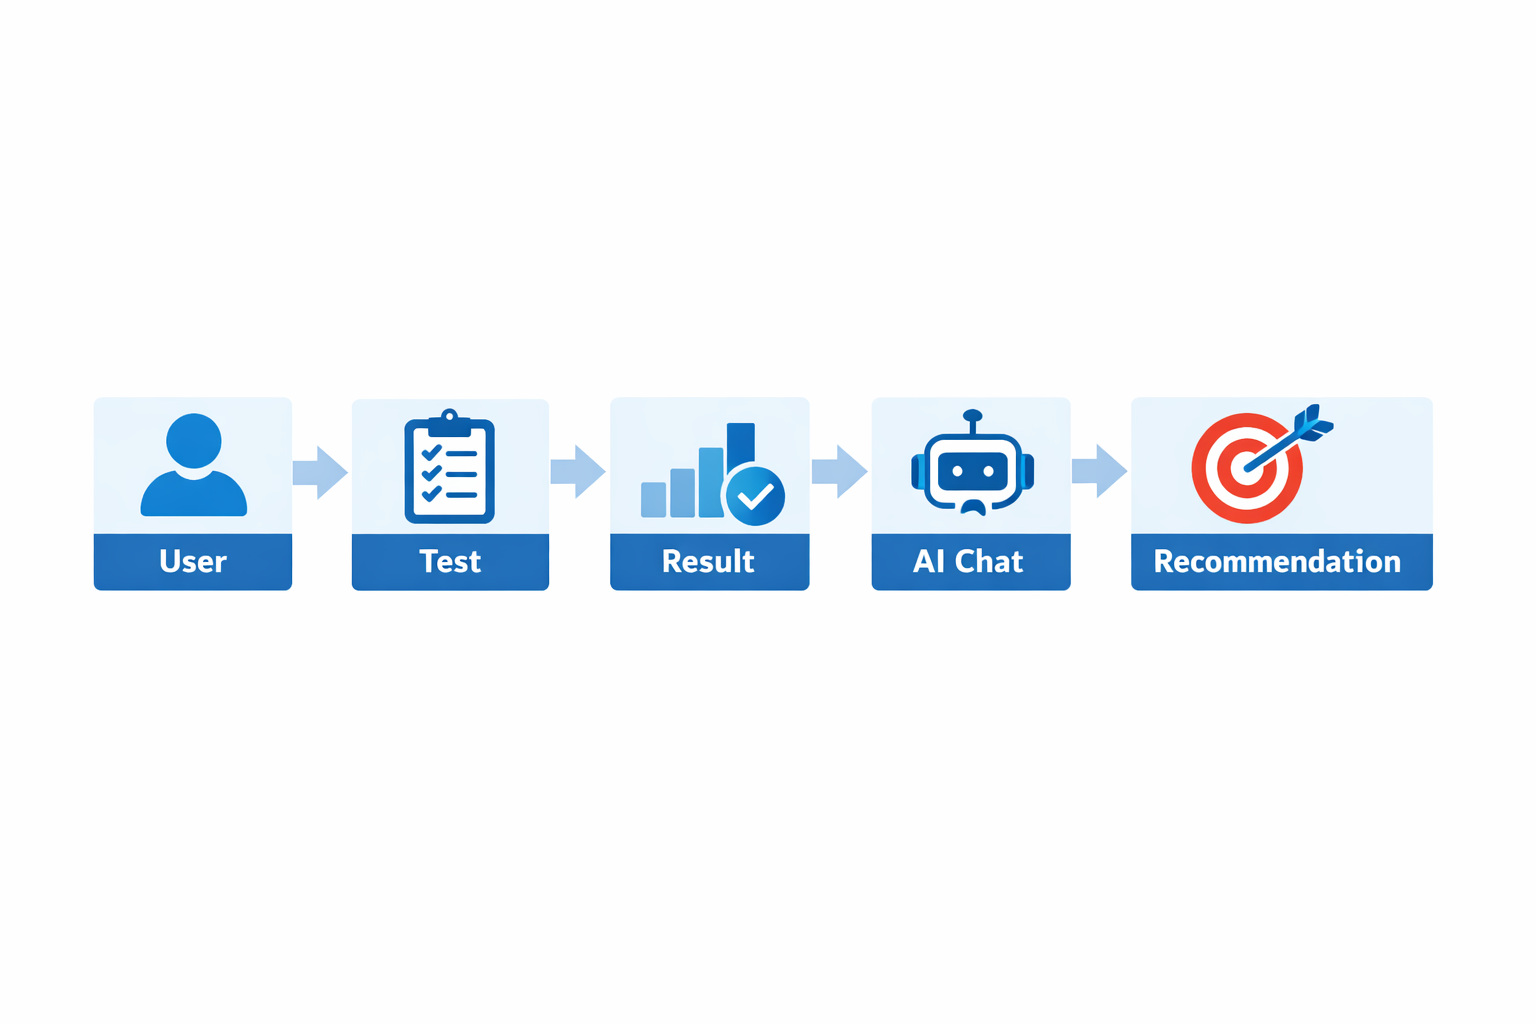 User
Test
Result
AI Chat
Recommendation